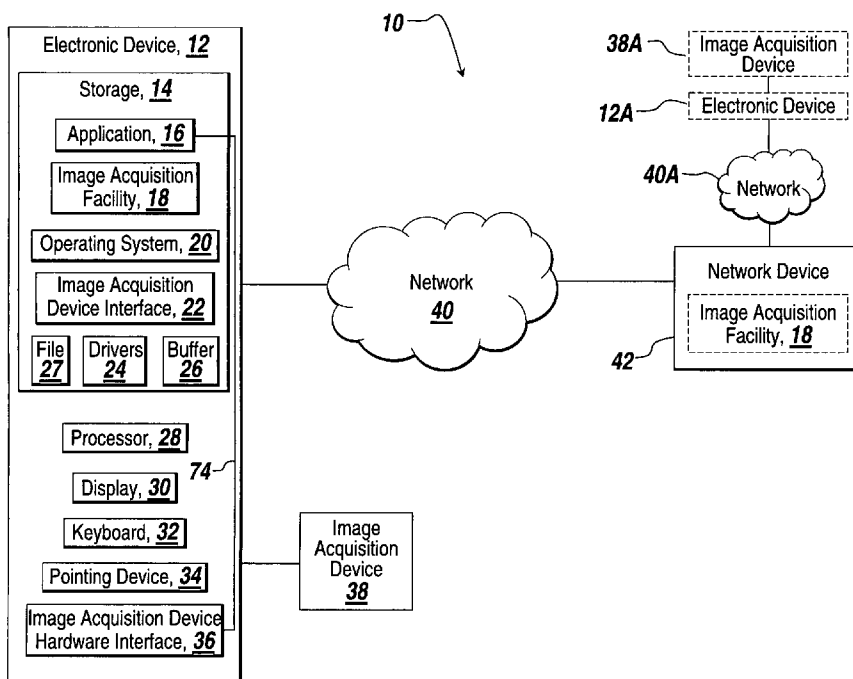 Electronic Device, 12
Storage, 14
Application, 16
Image Acquisition
Facility, 18
Operating System, 20
Image Acquisition
Device Interface, 22
File
27
Drivers
24
Buffer
26
Processor, 28
74
Display, 30
Keyboard, 32
Pointing Device, 34
Image Acquisition Device
Hardware Interface, 36
10
Network
40
Image
Acquisition
Device
38
38A
Image Acquisition
Device
12A
Electronic Device
40A
Network
Network Device
Image Acquisition
Facility, 18
42